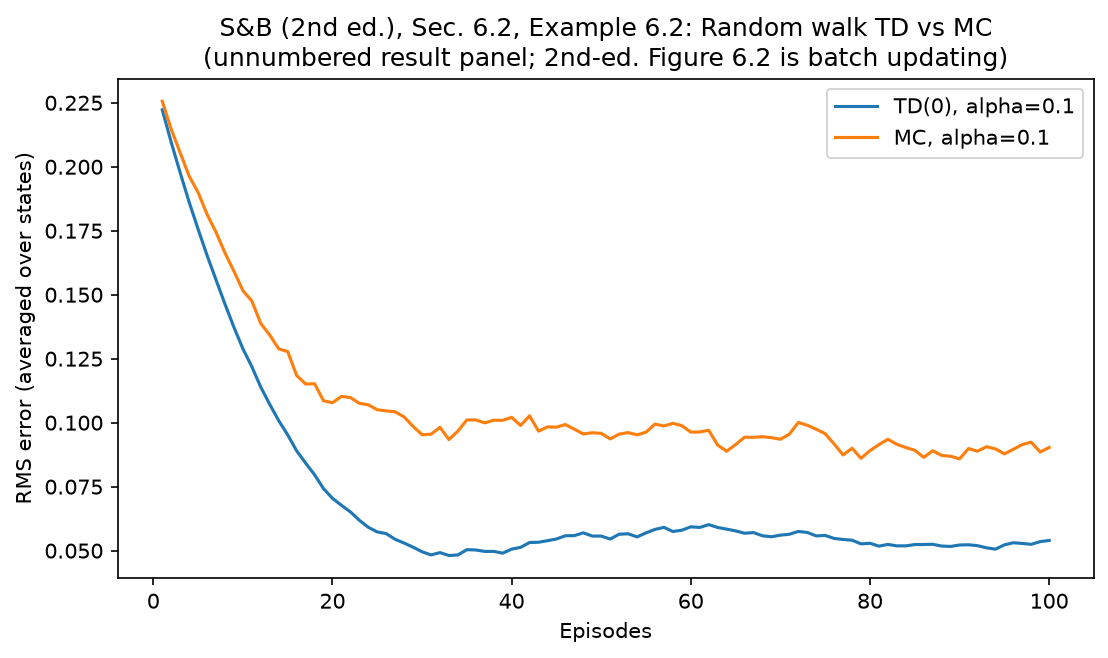 S&B (2nd ed.), Sec. 6.2, Example 6.2: Random walk TD vs MC
(unnumbered result panel; 2nd-ed. Figure 6.2 is batch updating)
TD(0), alpha=0.1
MC, alpha=0.1
RMS error (averaged over states)
0.225
0.200
0.175
0.150
0.125
0.100
0.075
0.050
0
20
40
60
80
100
Episodes